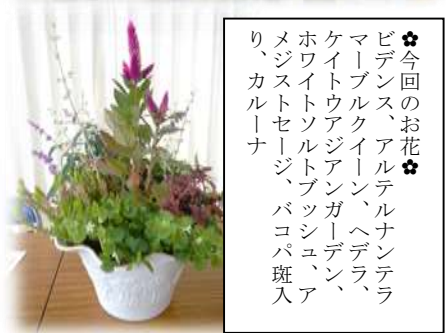 ✿今回のお花✿
ビデンス、アルテルナンテラ
マーブルクイーン、ヘデラ、
ケイトウアジアンガーデン、
ホワイトソルトブッシュ、ア
メジストセージ、バコパ斑入
り、カルーナ